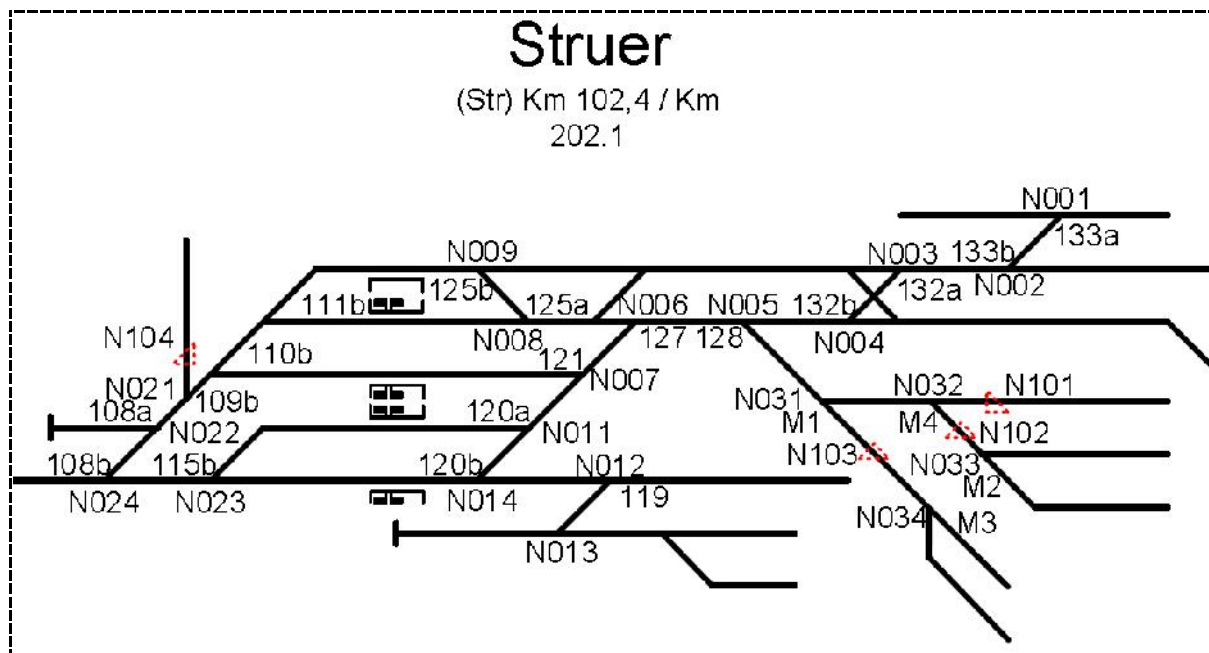 Struer
(Str) Km 102,4 / Km
202.1
N001
133a
N009
N003
133b
132a
N002
111b
125b
125a
N006
N005
132b
N104
110b
N008
121
127
128
N004
N021
109b
N007
N031
N032
N101
108a
N022
120a
N011
M1
M4
N102
N103
108b
115b
120b
N012
N033
N024
N023
N014
119
M2
N034
M3
N013